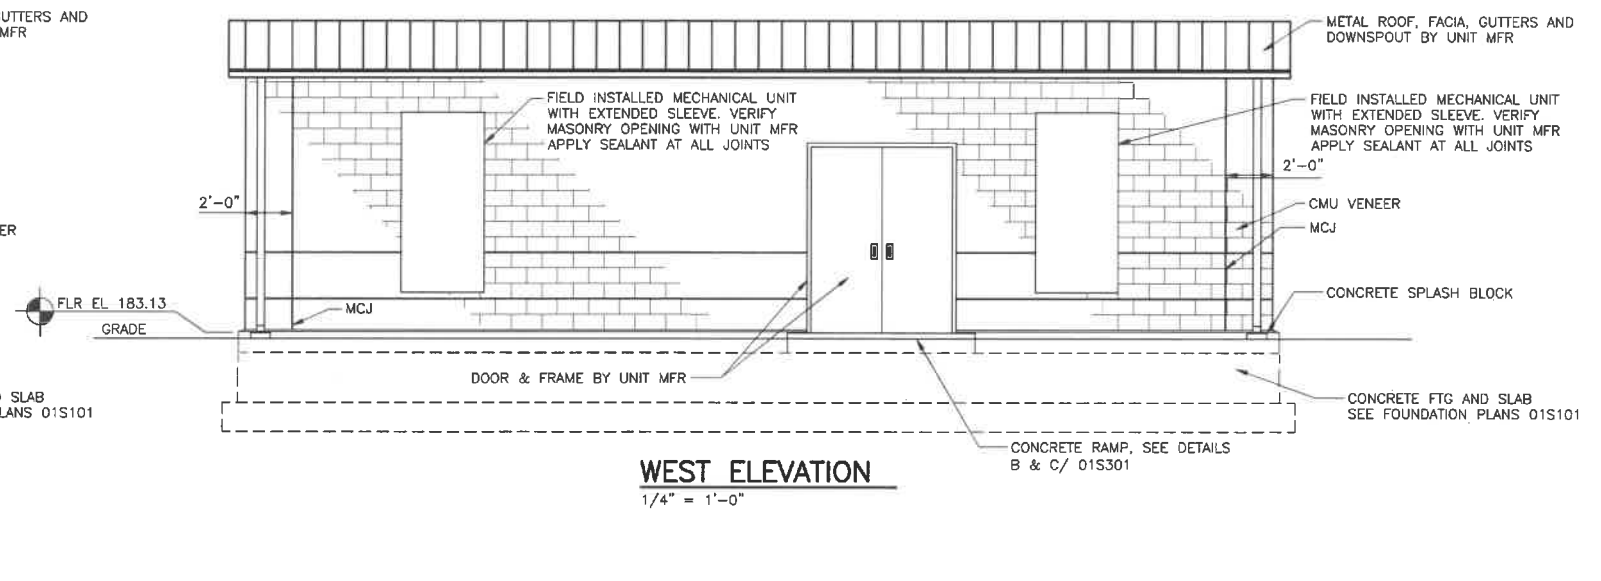 UTTERS AND
MFR
METAL ROOF, FACIA, GUTTERS AND
DOWNSPOUT BY UNIT MFR
FIELD INSTALLED MECHANICAL UNIT
WITH EXTENDED SLEEVE. VERIFY
MASONRY OPENING WITH UNIT MFR
APPLY SEALANT AT ALL JOINTS
FIELD INSTALLED MECHANICAL UNIT
WITH EXTENDED SLEEVE. VERIFY
MASONRY OPENING WITH UNIT MFR
APPLY SEALANT AT ALL JOINTS
2'-0"
2'-0"
CMU VENEER
MCJ
ER
CONCRETE SPLASH BLOCK
FLR EL 183.13
MCJ
GRADE
DOOR & FRAME BY UNIT MFR
SLAB
LANS 01S101
CONCRETE FTG AND SLAB
SEE FOUNDATION PLANS 01S101
CONCRETE RAMP, SEE DETAILS
B & C/ 01S301
WEST ELEVATION
1/4" = 1'-0"